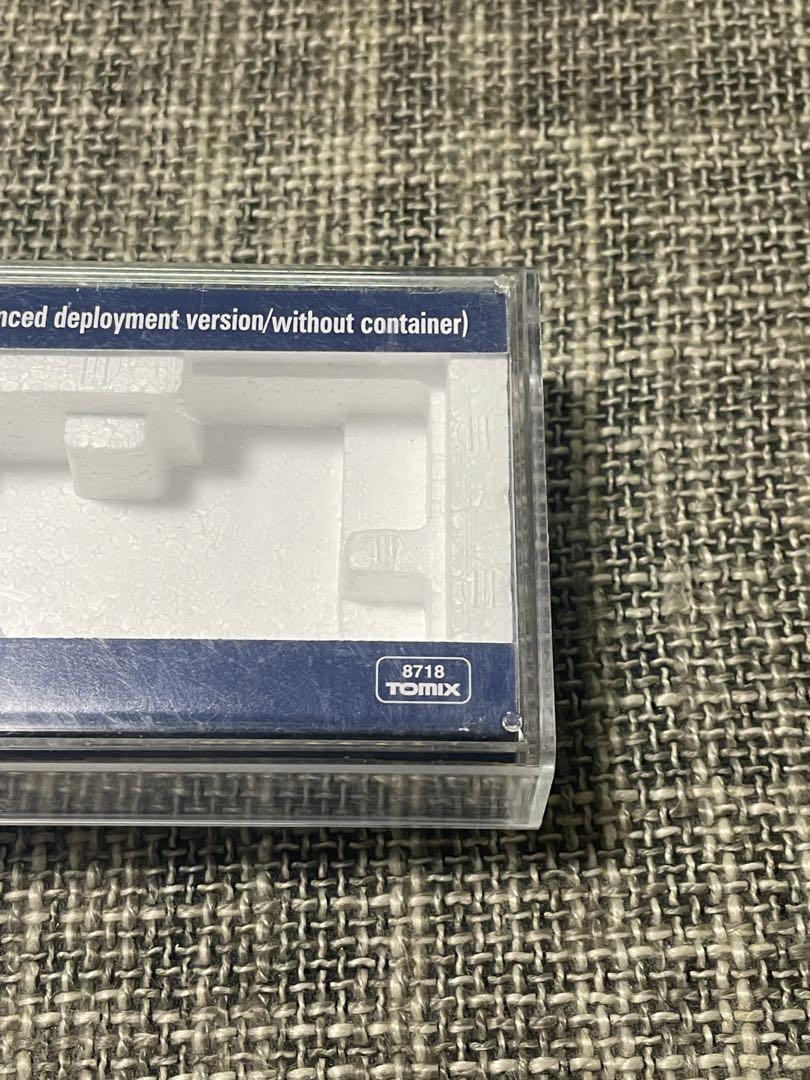 nced deployment version/without container)
8718
TOMIX